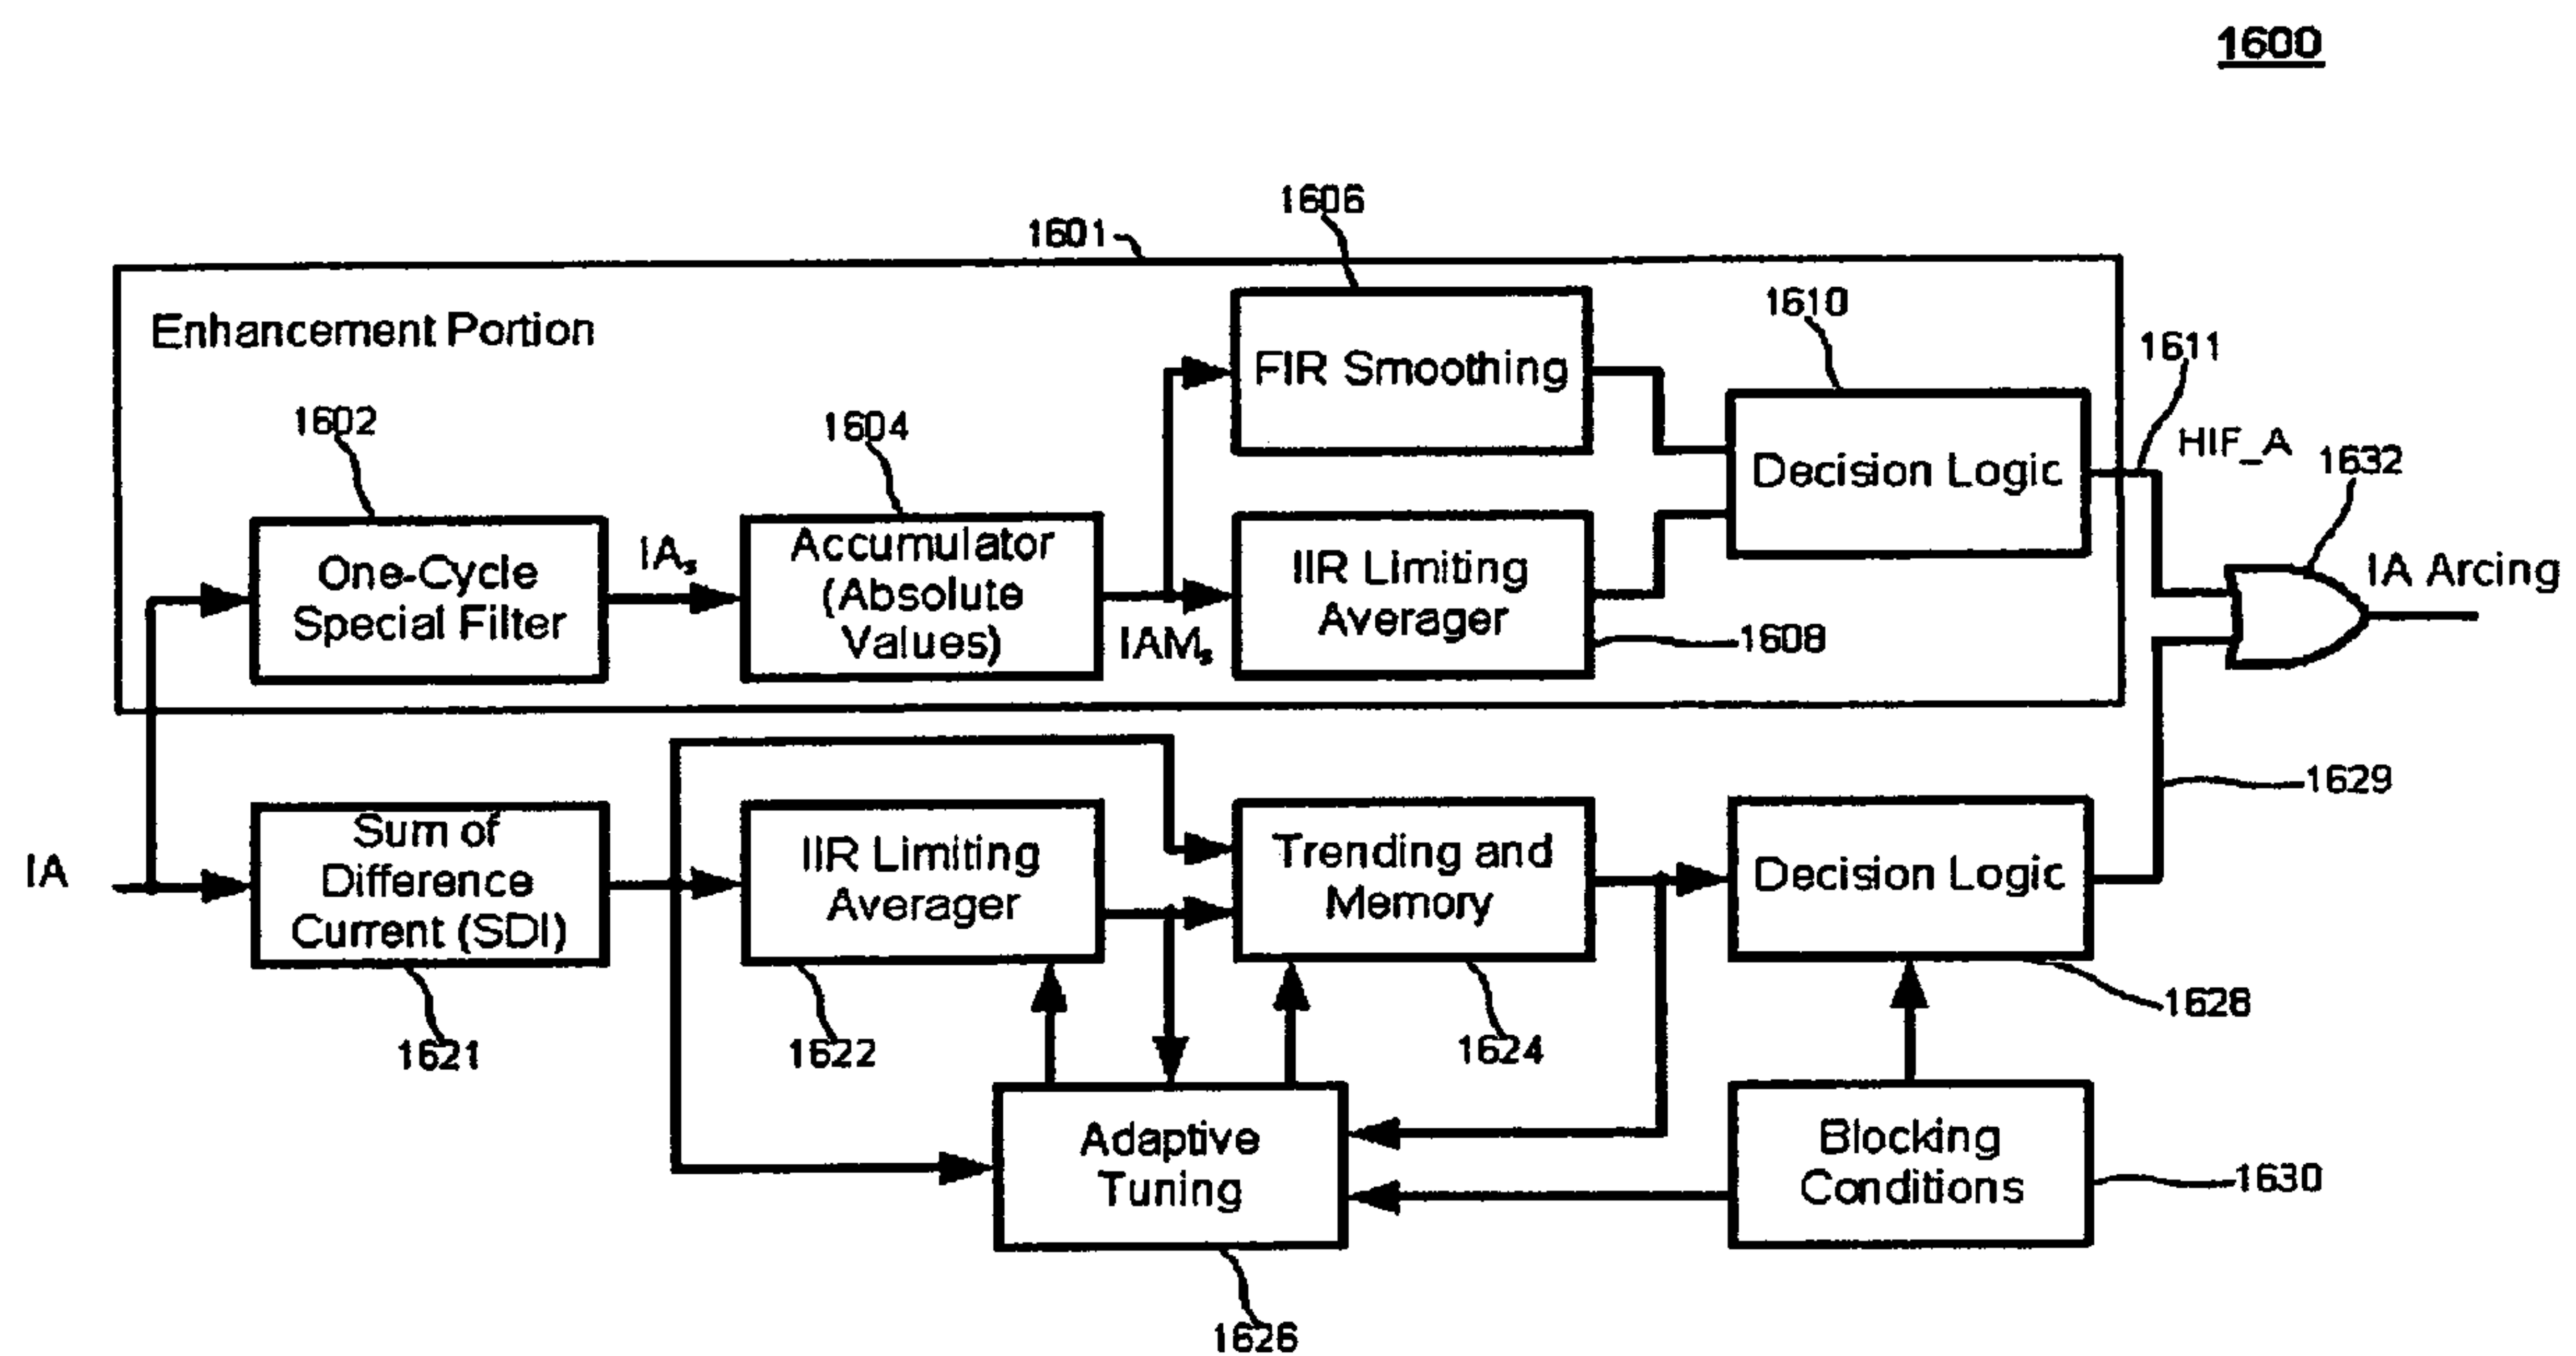 1600
1606
1601
1610
Enhancement Portion
FIR Smoothing
1611
1602
1604
HIF_A
1632
Decision Logic
One-Cycle
Special Filter
IAs
Accumulator
(Absolute
Values)
IAMs
IIR Limiting
Averager
1608
IA Arcing
1629
IA
Sum of
Difference
Current (SDI)
IIR Limiting
Averager
Trending and
Memory
Decision Logic
1628
1621
1622
1624
Adaptive
Tuning
Blocking
Conditions
1630
1626